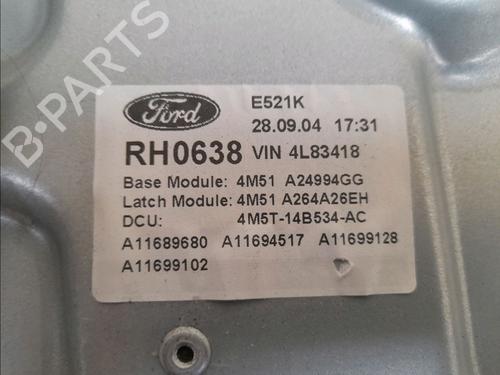 B-PARTS
Ford
E521K
28.09.04 17:31
RH0638 VIN 4L83418
Base Module: 4M51 A24994GG
Latch Module: 4M51 A264A26EH
DCU: 4M5T-14B534-AC
A11689680 A11694517 A11699128
A11699102